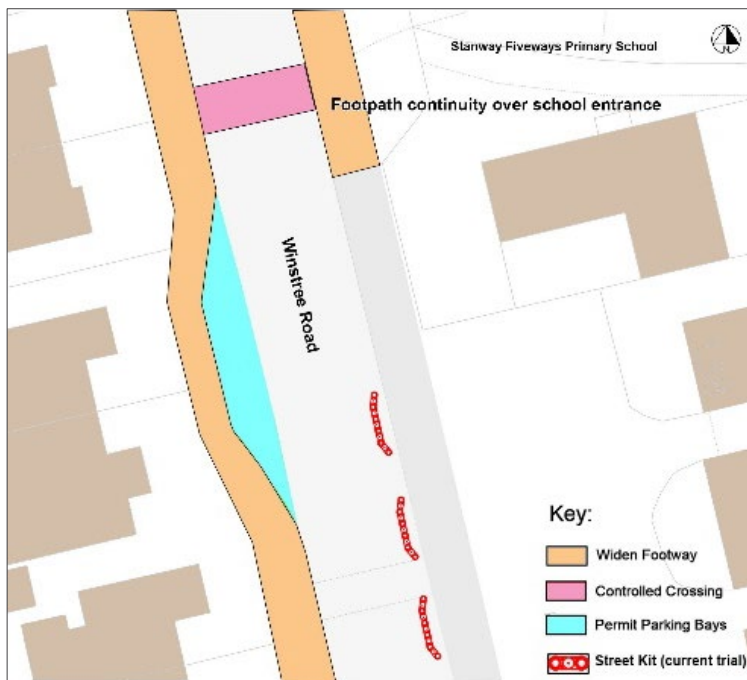 Stanway Fiveways Primary School
Footpath continuity over school entrance
Winstree Road
Key:
Widen Footway
Controlled Crossing
Permit Parking Bays
Street Kit (current trial)